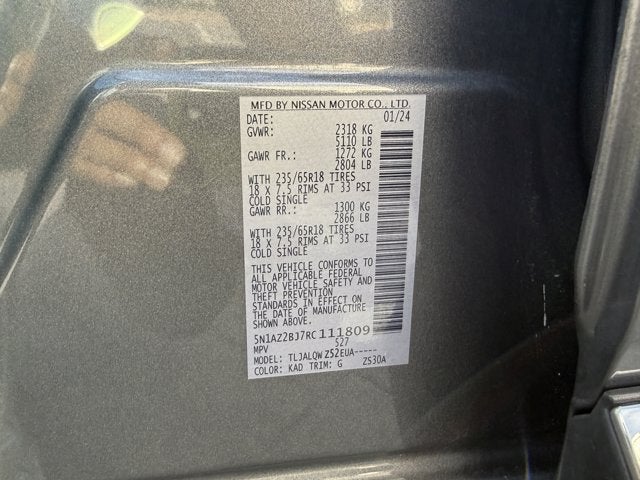 MFD BY NISSAN MOTOR CO., LTD.
DATE: 01/24
GVWR: 2318 KG
5110 LB
GAWR FR.: 1272 KG
2804 LB
WITH 235/65R18 TIRES
18 X 7.5 RIMS AT 33 PSI
COLD SINGLE
GAWR RR.: 1300 KG
2866 LB
WITH 235/65R18 TIRES
18 X 7.5 RIMS AT 33 PSI
COLD SINGLE
THIS VEHICLE CONFORMS TO
ALL APPLICABLE FEDERAL
MOTOR VEHICLE SAFETY AND
THEFT PREVENTION
STANDARDS IN EFFECT ON
THE DATE OF MANUFACTURE
SHOWN ABOVE.
5N1AZ2BJ7RC111809
MPV 527
MODEL: TLJALQWZ52EUA-----
COLOR: KAD TRIM: G Z530A